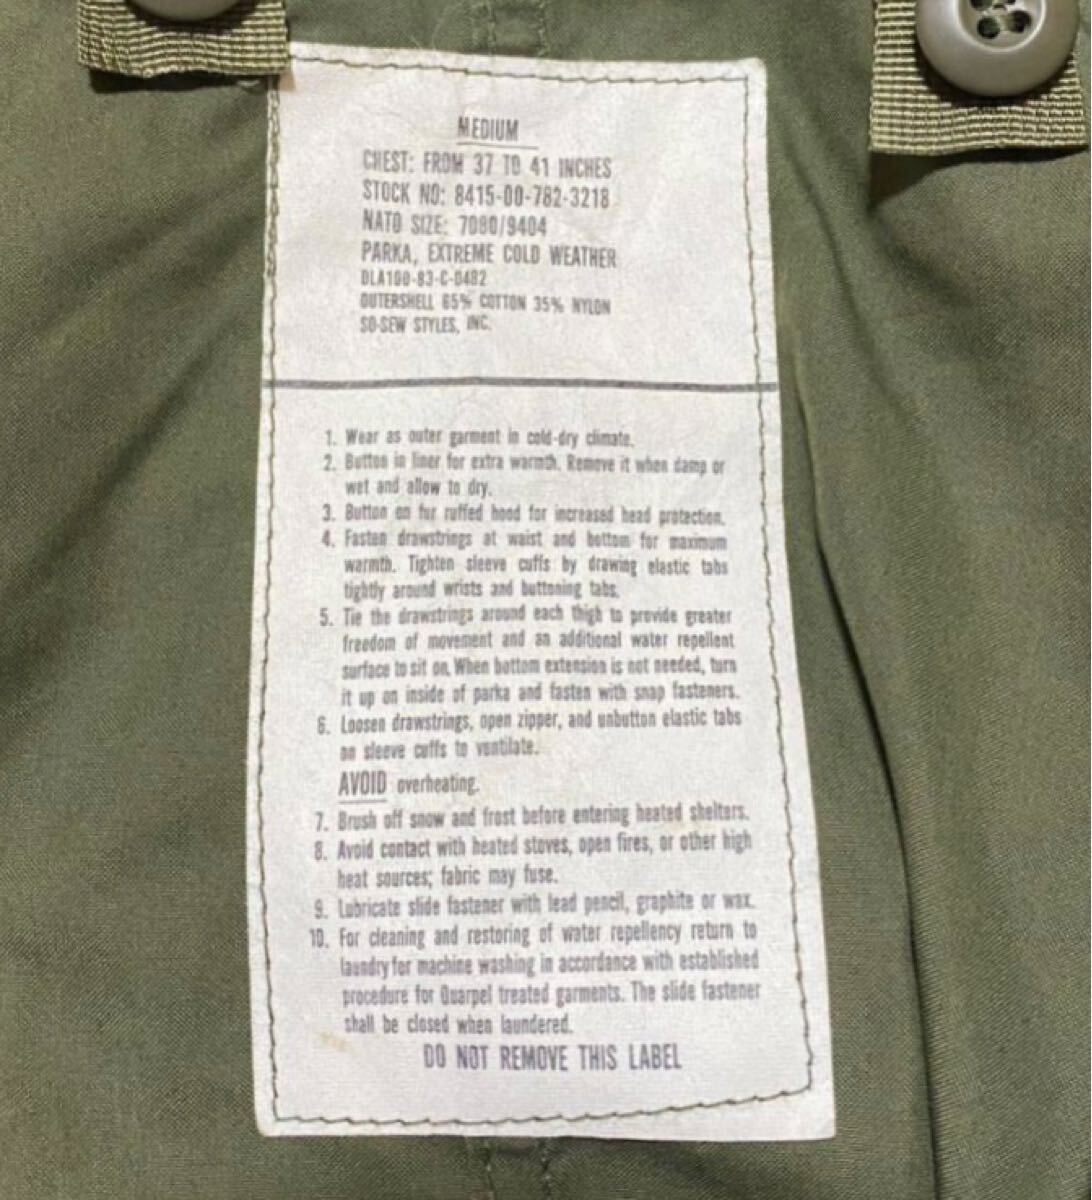 MEDIUM
CHEST: FROM 37 TO 41 INCHES
STOCK NO: 8415-00-782-3218
NATO SIZE: 7080/9404
PARKA, EXTREME COLD WEATHER
DLA100-83-C-0482
OUTERSHELL 65% COTTON 35% NYLON
SO-SEW STYLES, INC.
1. Wear as outer garment in cold-dry climate.
2. Button in liner for extra warmth. Remove it when damp or
wet and allow to dry.
3. Button on fur ruffed hood for increased head protection.
4. Fasten drawstrings at waist and bottom for maximum
warmth. Tighten sleeve cuffs by drawing elastic tabs
tightly around wrists and buttoning tabs.
5. Tie the drawstrings around each thigh to provide greater
freedom of movement and an additional water repellent
surface to sit on. When bottom extension is not needed, turn
it up on inside of parka and fasten with snap fasteners.
6. Loosen drawstrings, open zipper, and unbutton elastic tabs
on sleeve cuffs to ventilate.
AVOID overheating.
7. Brush off snow and frost before entering heated shelters.
8. Avoid contact with heated stoves, open fires, or other high
heat sources; fabric may fuse.
9. Lubricate slide fastener with lead pencil, graphite or wax.
10. For cleaning and restoring of water repellency return to
laundry for machine washing in accordance with established
procedure for Quarpel treated garments. The slide fastener
shall be closed when laundered.
DO NOT REMOVE THIS LABEL